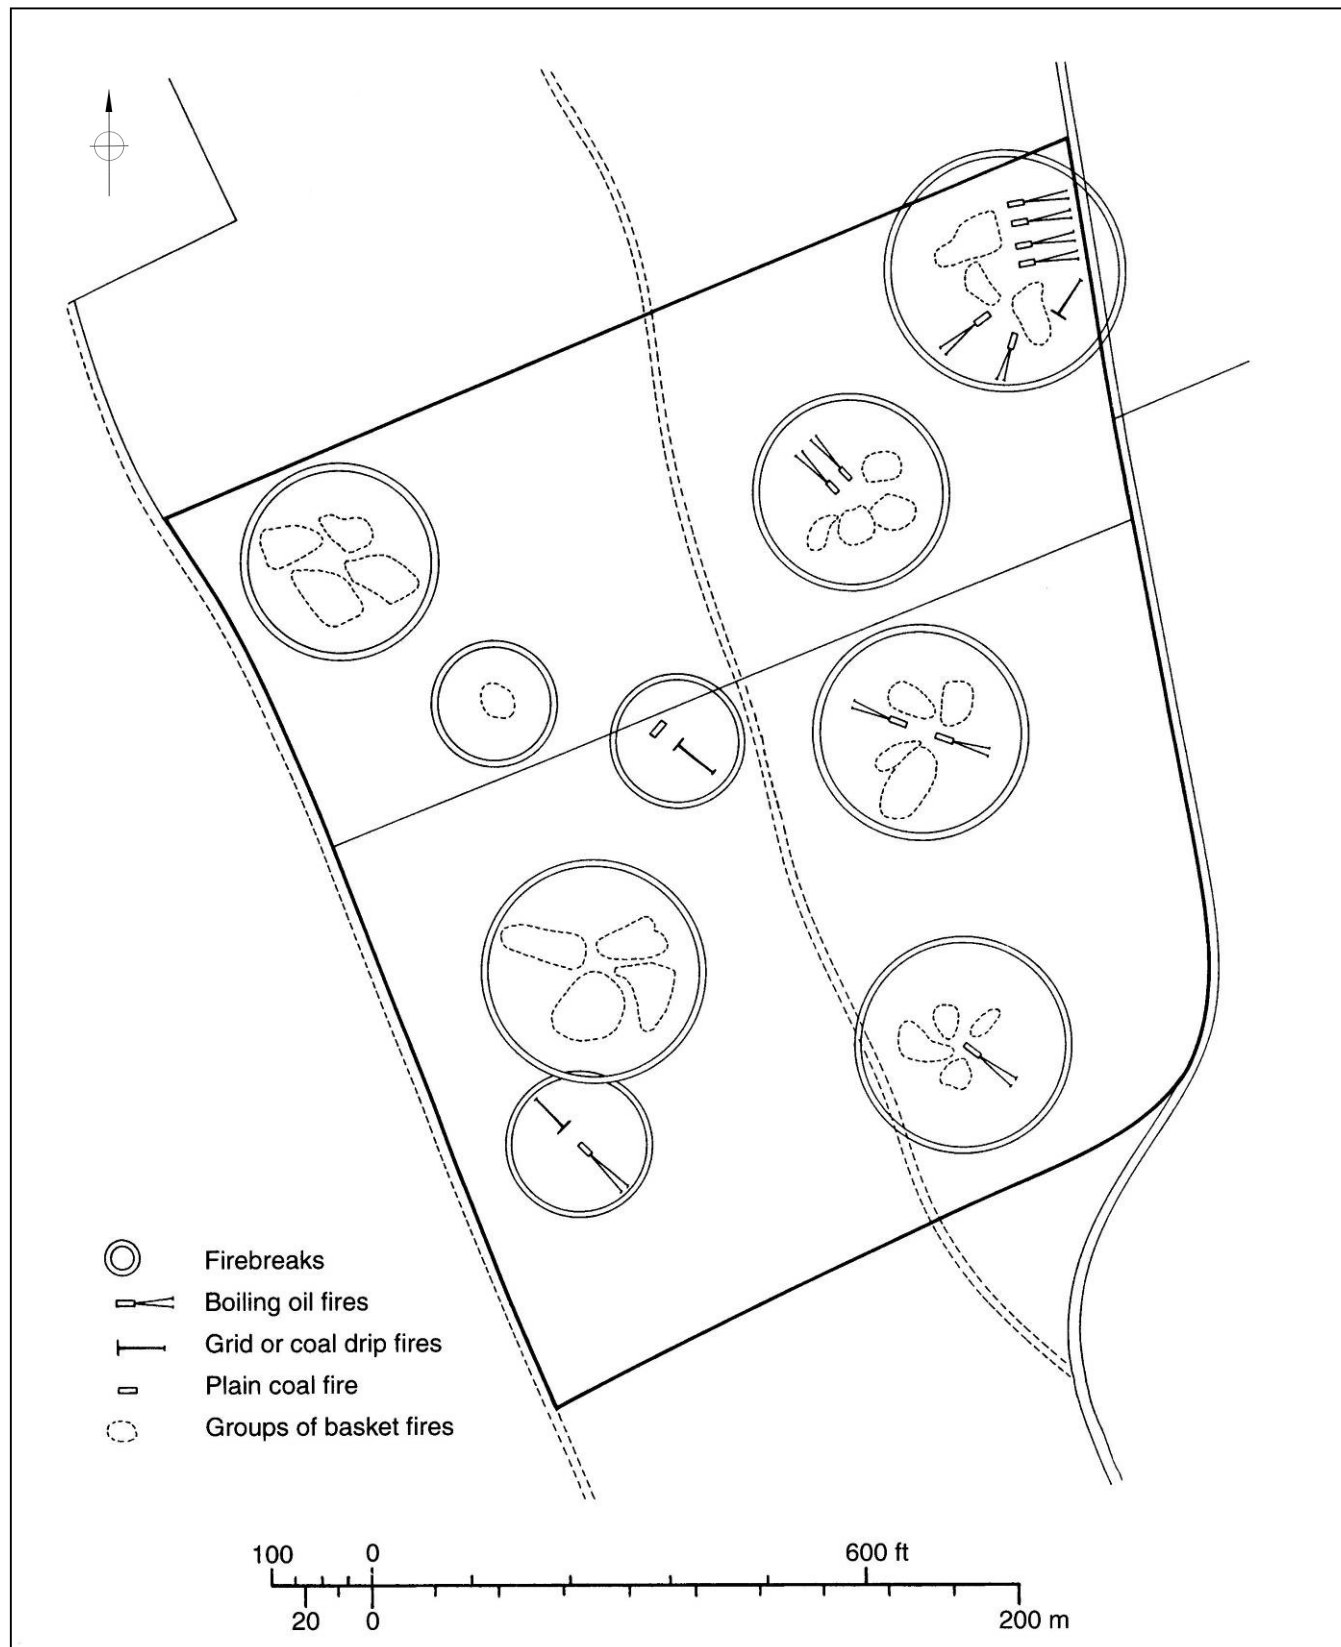 Firebreaks
Boiling oil fires
Grid or coal drip fires
Plain coal fire
Groups of basket fires
100 0 600 ft
20 0 200 m